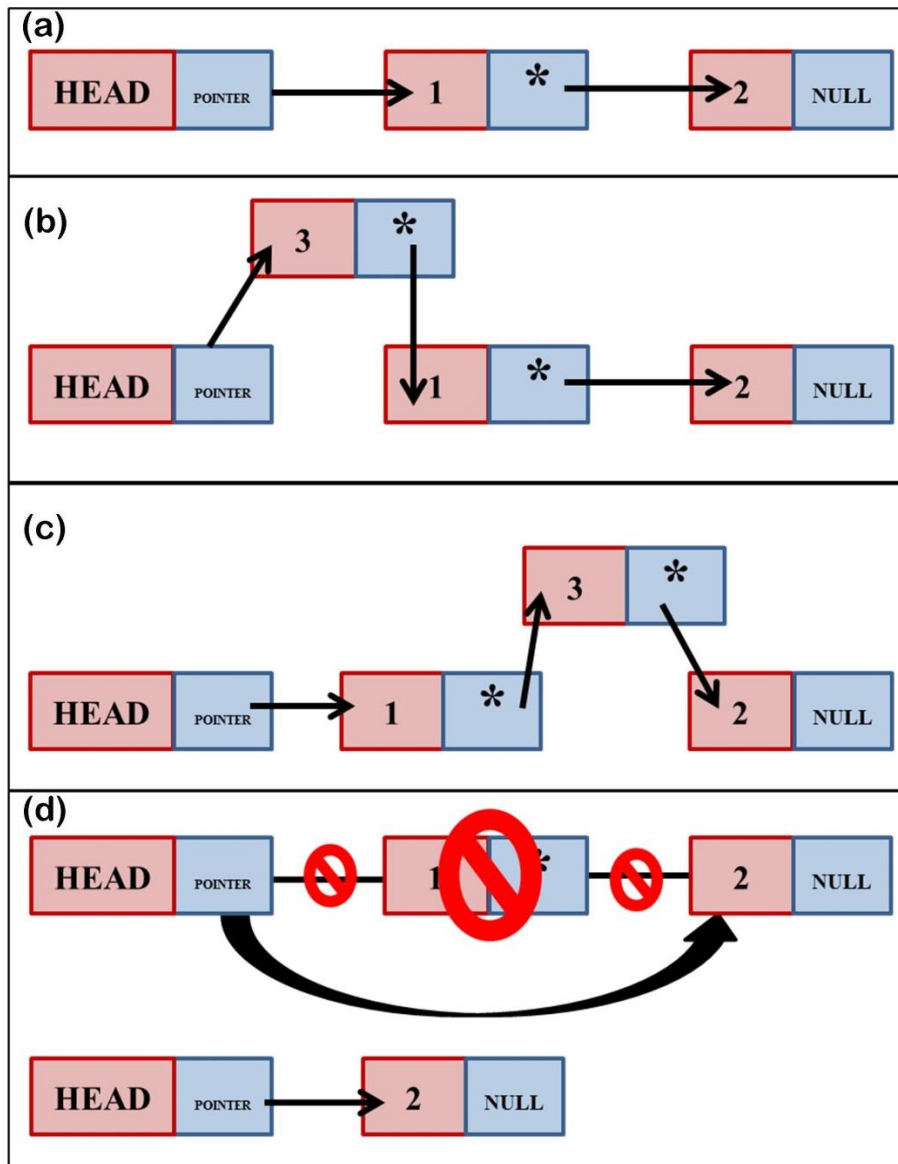 (a)
HEAD POINTER 1 * 2 NULL
(b)
3 *
HEAD POINTER 1 * 2 NULL
(c)
3 *
HEAD POINTER 1 * 2 NULL
(d)
HEAD POINTER 1 * 2 NULL
HEAD POINTER 2 NULL